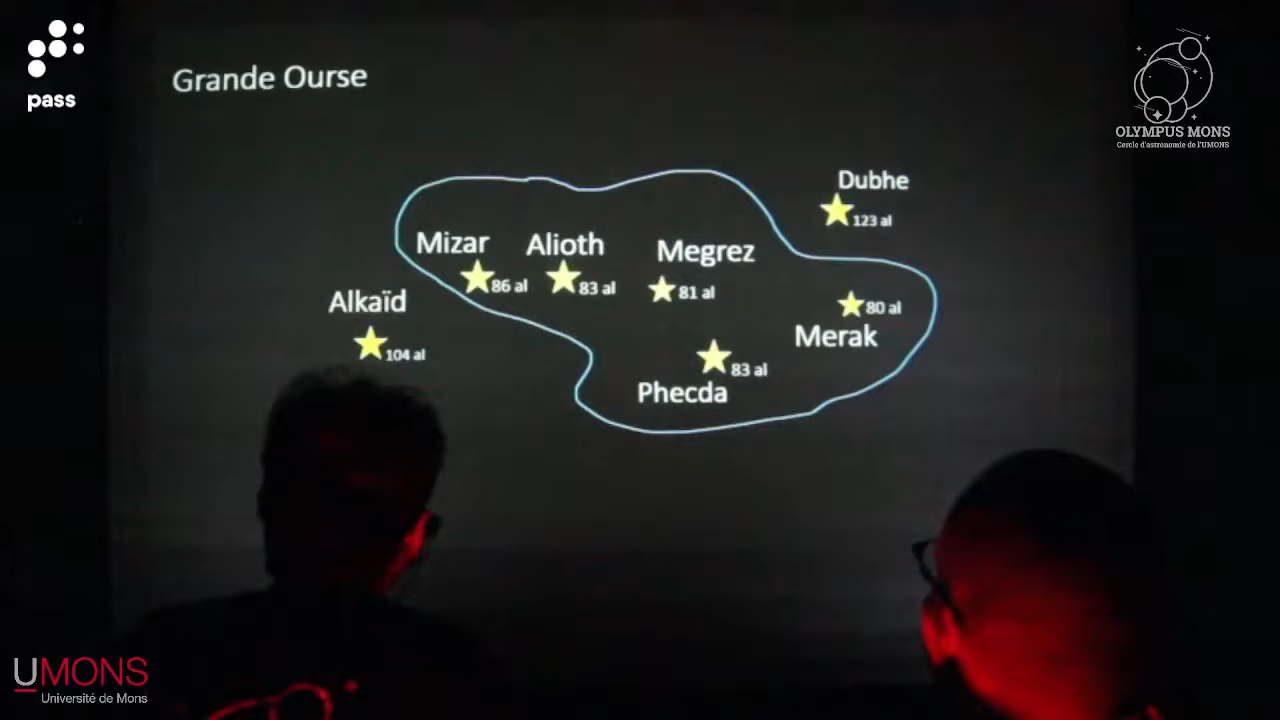 pass
Grande Ourse
OLYMPUS MONS
Cercle d'astronomie de l'UMONS
Dubhe
123 al
Mizar
86 al
Alioth
83 al
Megrez
81 al
Alkaïd
104 al
80 al
Merak
83 al
Phecda
UMONS
Université de Mons